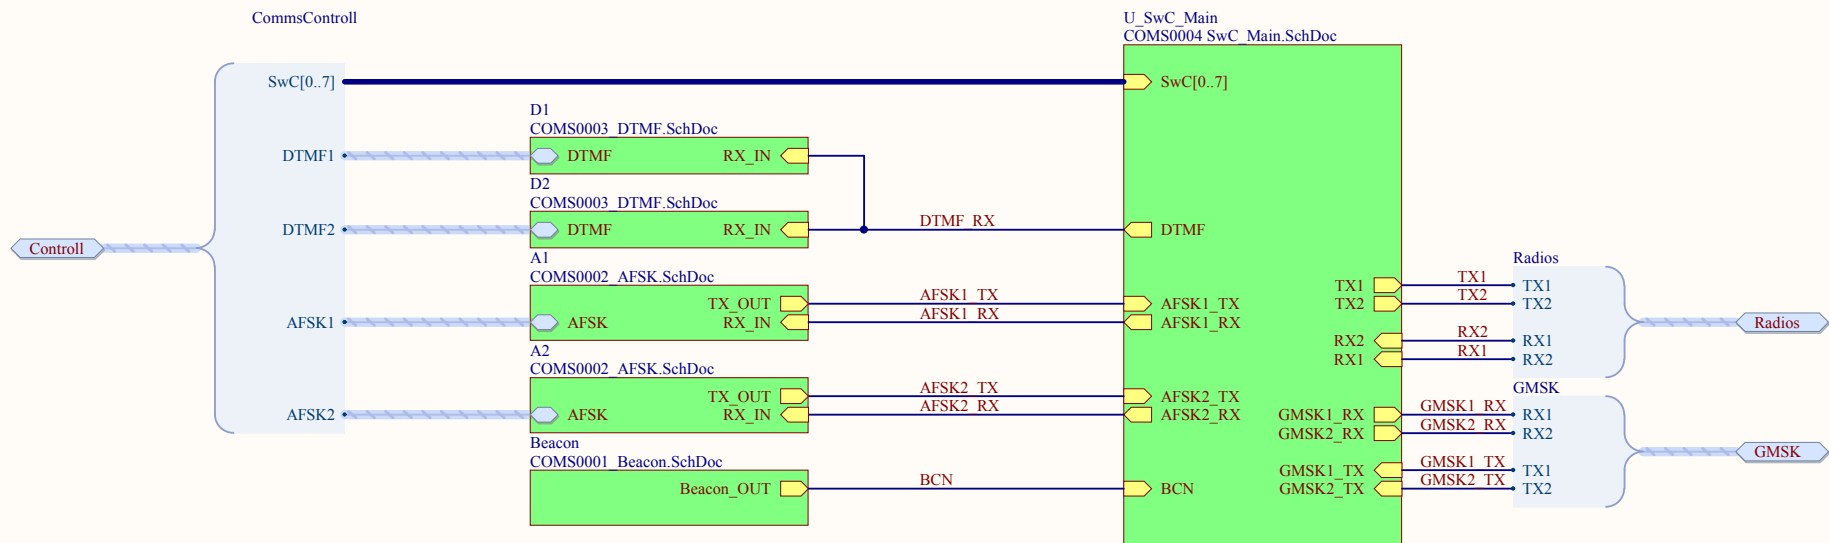 CommsControll
U_SwC_Main
COMS0004 SwC_Main.SchDoc
SwC[0..7]
SwC[0..7]
D1
COMS0003_DTMF.SchDoc
DTMF1
DTMF
RX_IN
D2
COMS0003_DTMF.SchDoc
DTMF2
DTMF
RX_IN
DTMF_RX
DTMF
Controll
A1
COMS0002_AFSK.SchDoc
TX_OUT
AFSK1_TX
AFSK1_TX
AFSK1
AFSK
RX_IN
AFSK1_RX
AFSK1_RX
A2
COMS0002_AFSK.SchDoc
TX_OUT
AFSK2_TX
AFSK2_TX
AFSK2
AFSK
RX_IN
AFSK2_RX
AFSK2_RX
Beacon
COMS0001_Beacon.SchDoc
Beacon_OUT
BCN
BCN
Radios
TX1
TX1
TX1
TX2
TX2
TX2
RX2
RX2
RX1
RX1
RX1
RX2
Radios
GMSK
GMSK1_RX
GMSK1_RX
RX1
GMSK2_RX
GMSK2_RX
RX2
GMSK
GMSK1_TX
GMSK1_TX
TX1
GMSK2_TX
GMSK2_TX
TX2